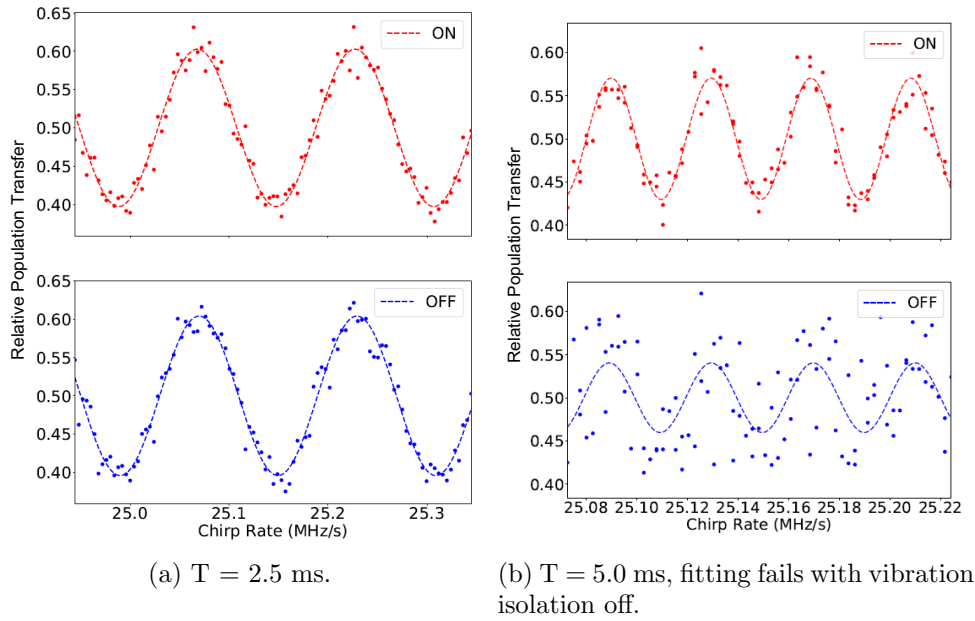 0.65
0.60
0.55
0.50
0.45
0.40
ON
0.65
0.60
0.55
0.50
0.45
0.40
OFF
25.0 25.1 25.2 25.3
Chirp Rate (MHz/s)
Relative Population Transfer
(a) T = 2.5 ms.
0.60
0.55
0.50
0.45
0.40
ON
0.60
0.55
0.50
0.45
0.40
OFF
25.08 25.10 25.12 25.14 25.16 25.18 25.20 25.22
Chirp Rate (MHz/s)
Relative Population Transfer
(b) T = 5.0 ms, fitting fails with vibration
isolation off.